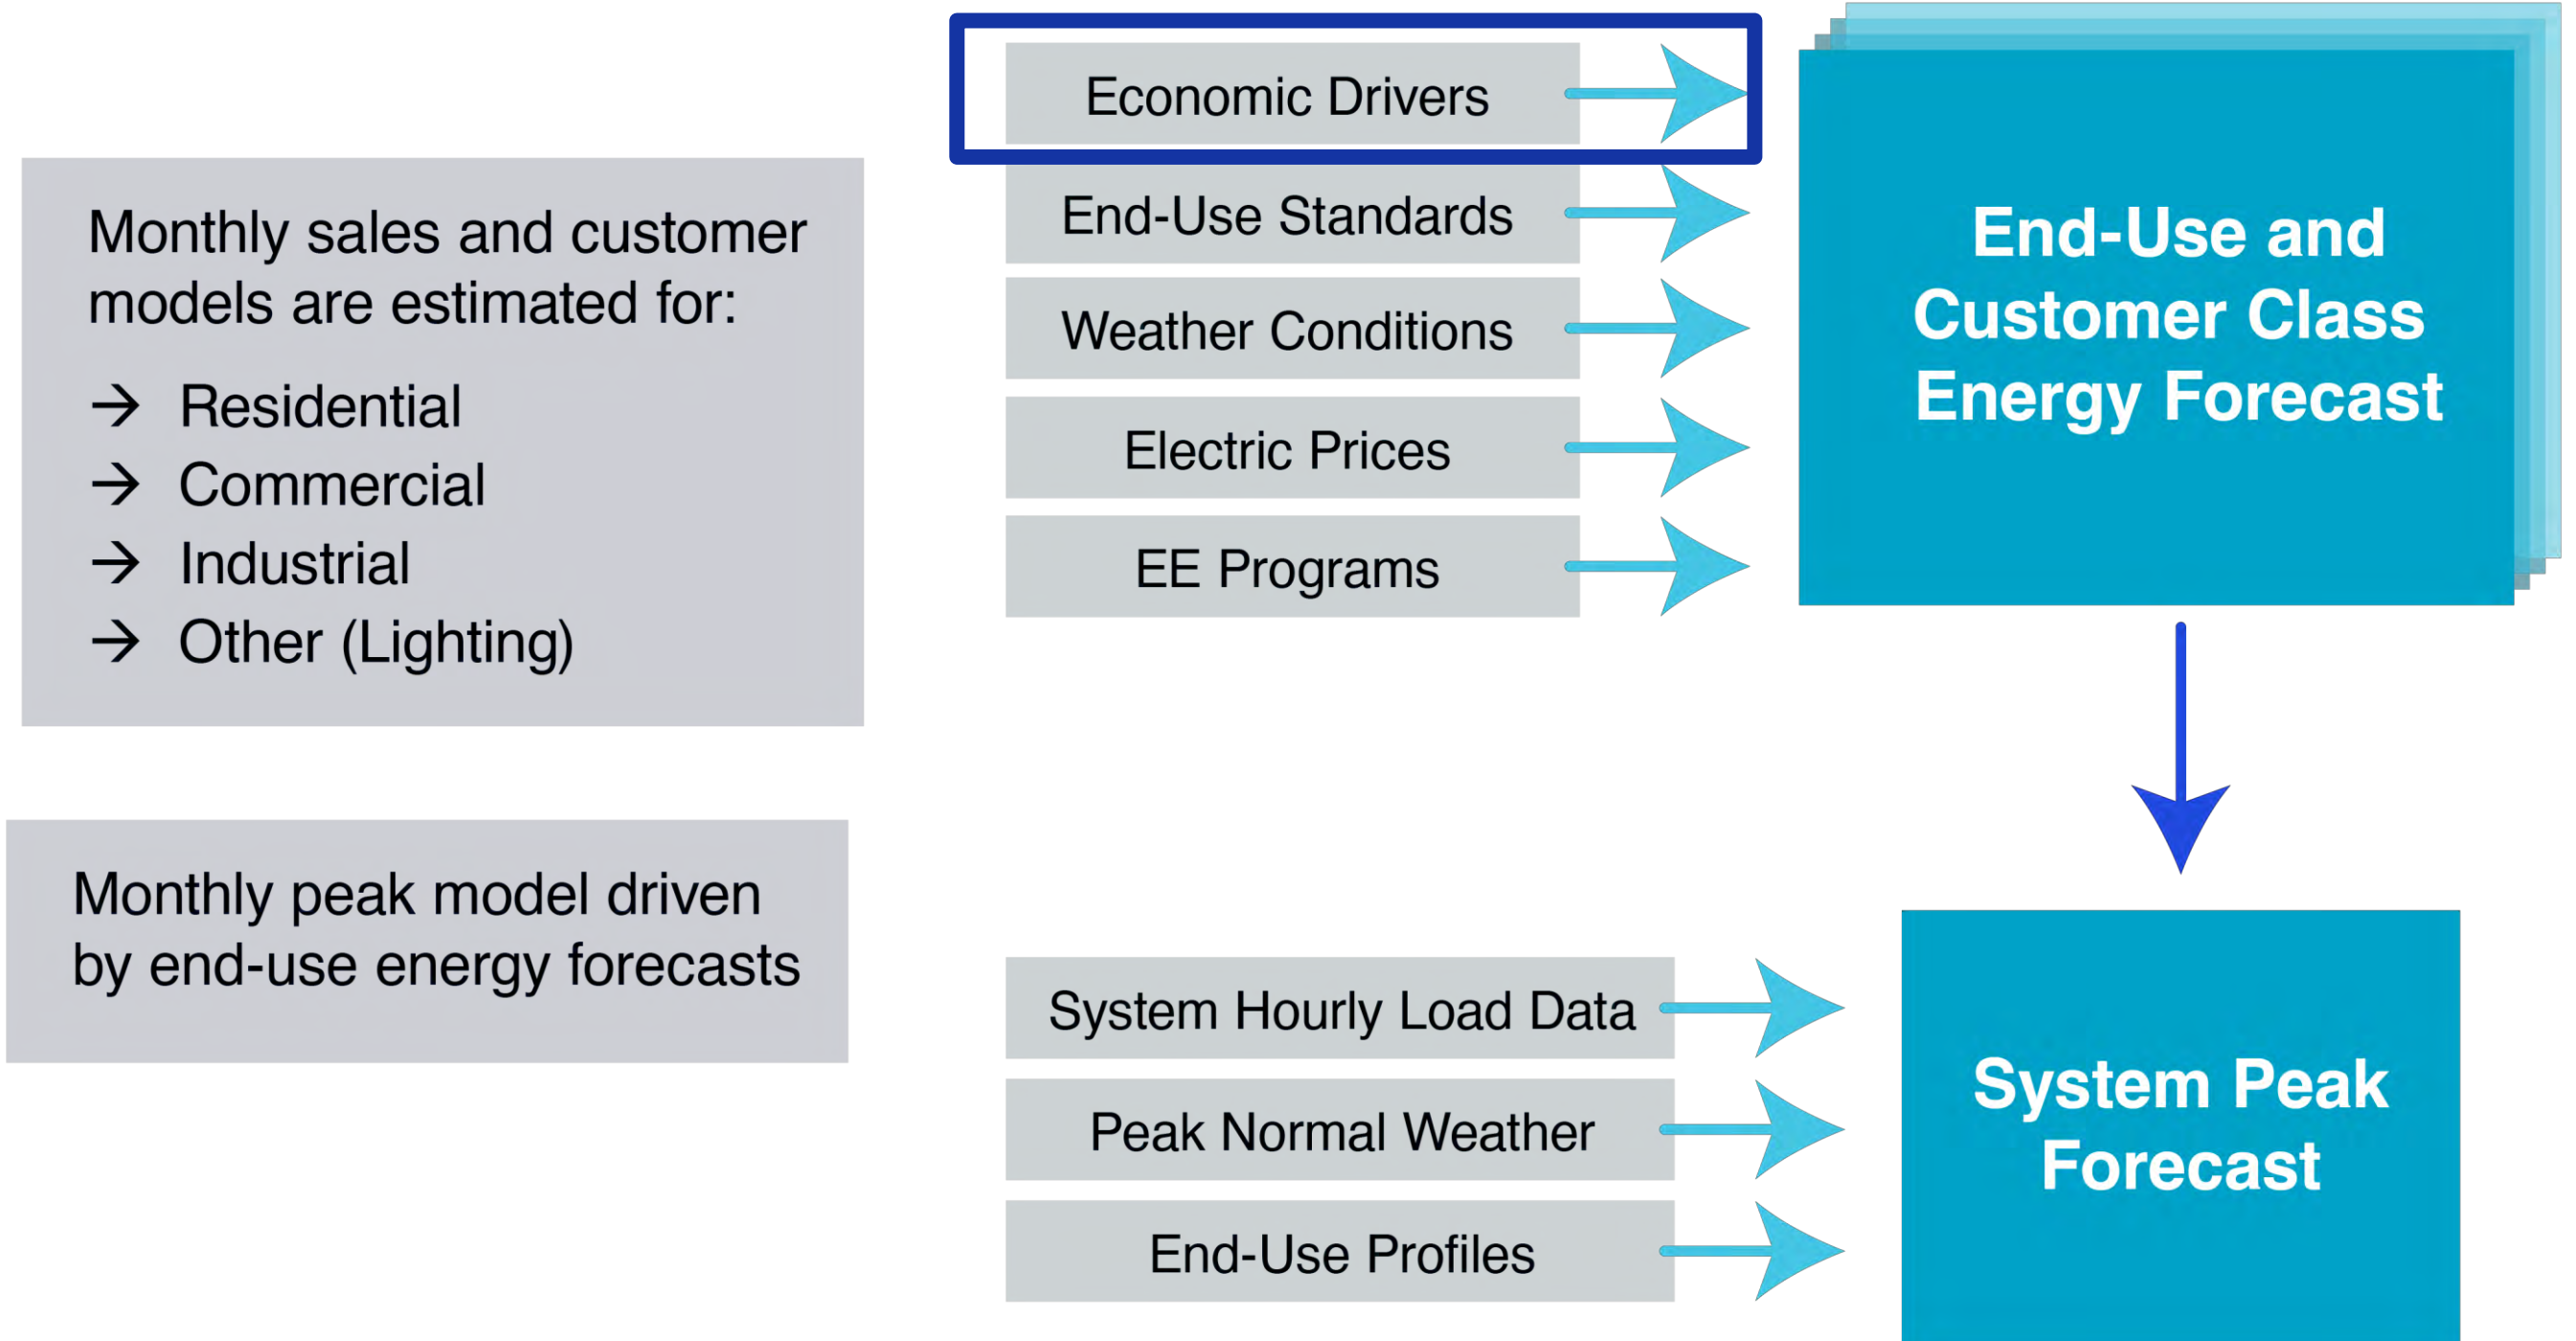 Monthly sales and customer
models are estimated for:
→ Residential
→ Commercial
→ Industrial
→ Other (Lighting)
Monthly peak model driven
by end-use energy forecasts
Economic Drivers
End-Use Standards
Weather Conditions
Electric Prices
EE Programs
End-Use and
Customer Class
Energy Forecast
System Hourly Load Data
Peak Normal Weather
End-Use Profiles
System Peak
Forecast